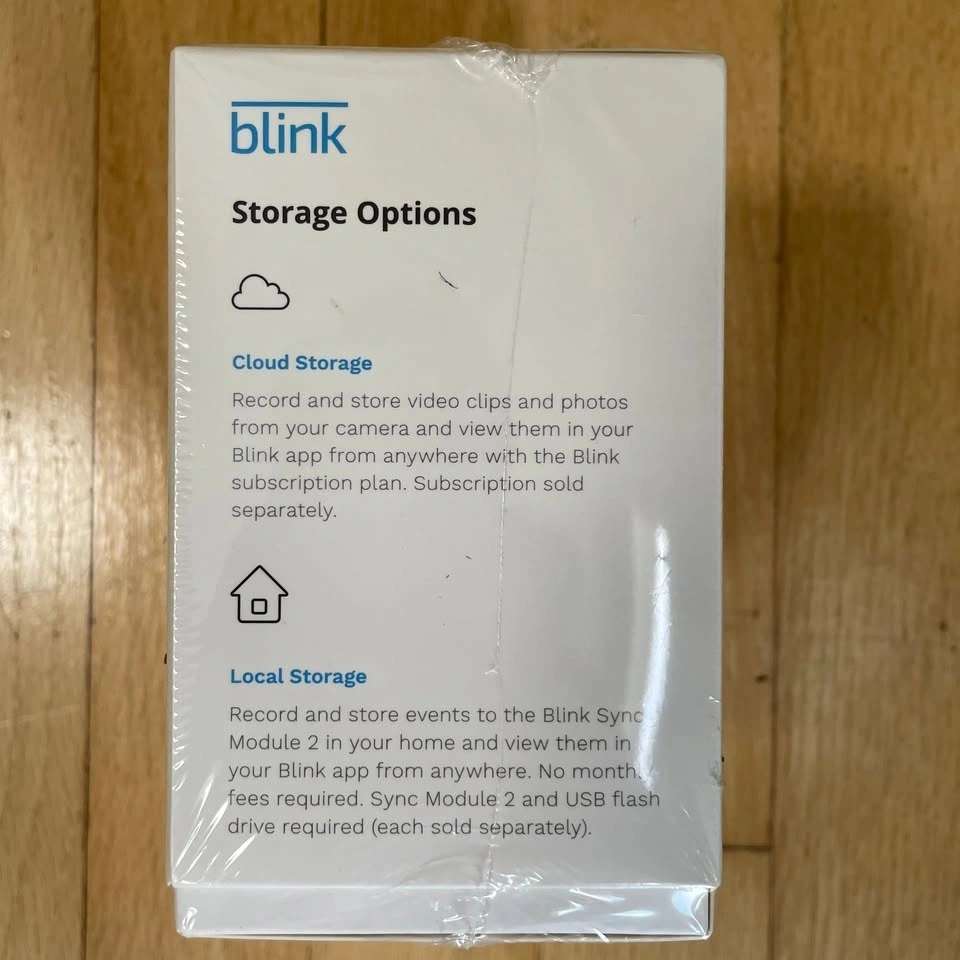 blink
Storage Options
Cloud Storage
Record and store video clips and photos
from your camera and view them in your
Blink app from anywhere with the Blink
subscription plan. Subscription sold
separately.
Local Storage
Record and store events to the Blink Sync
Module 2 in your home and view them in
your Blink app from anywhere. No monthly
fees required. Sync Module 2 and USB flash
drive required (each sold separately).